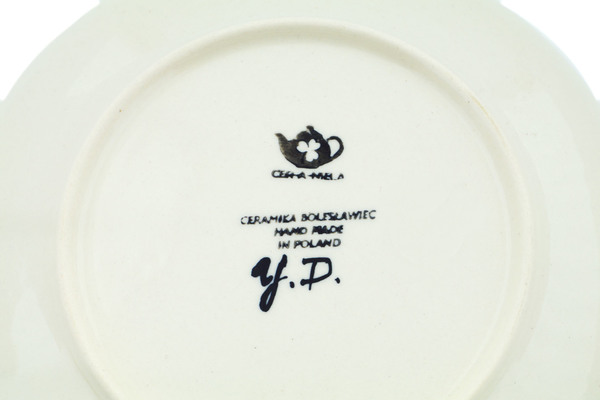 CERAMIKA BOLESŁAWIEC
HAND MADE
IN POLAND
Y.D.